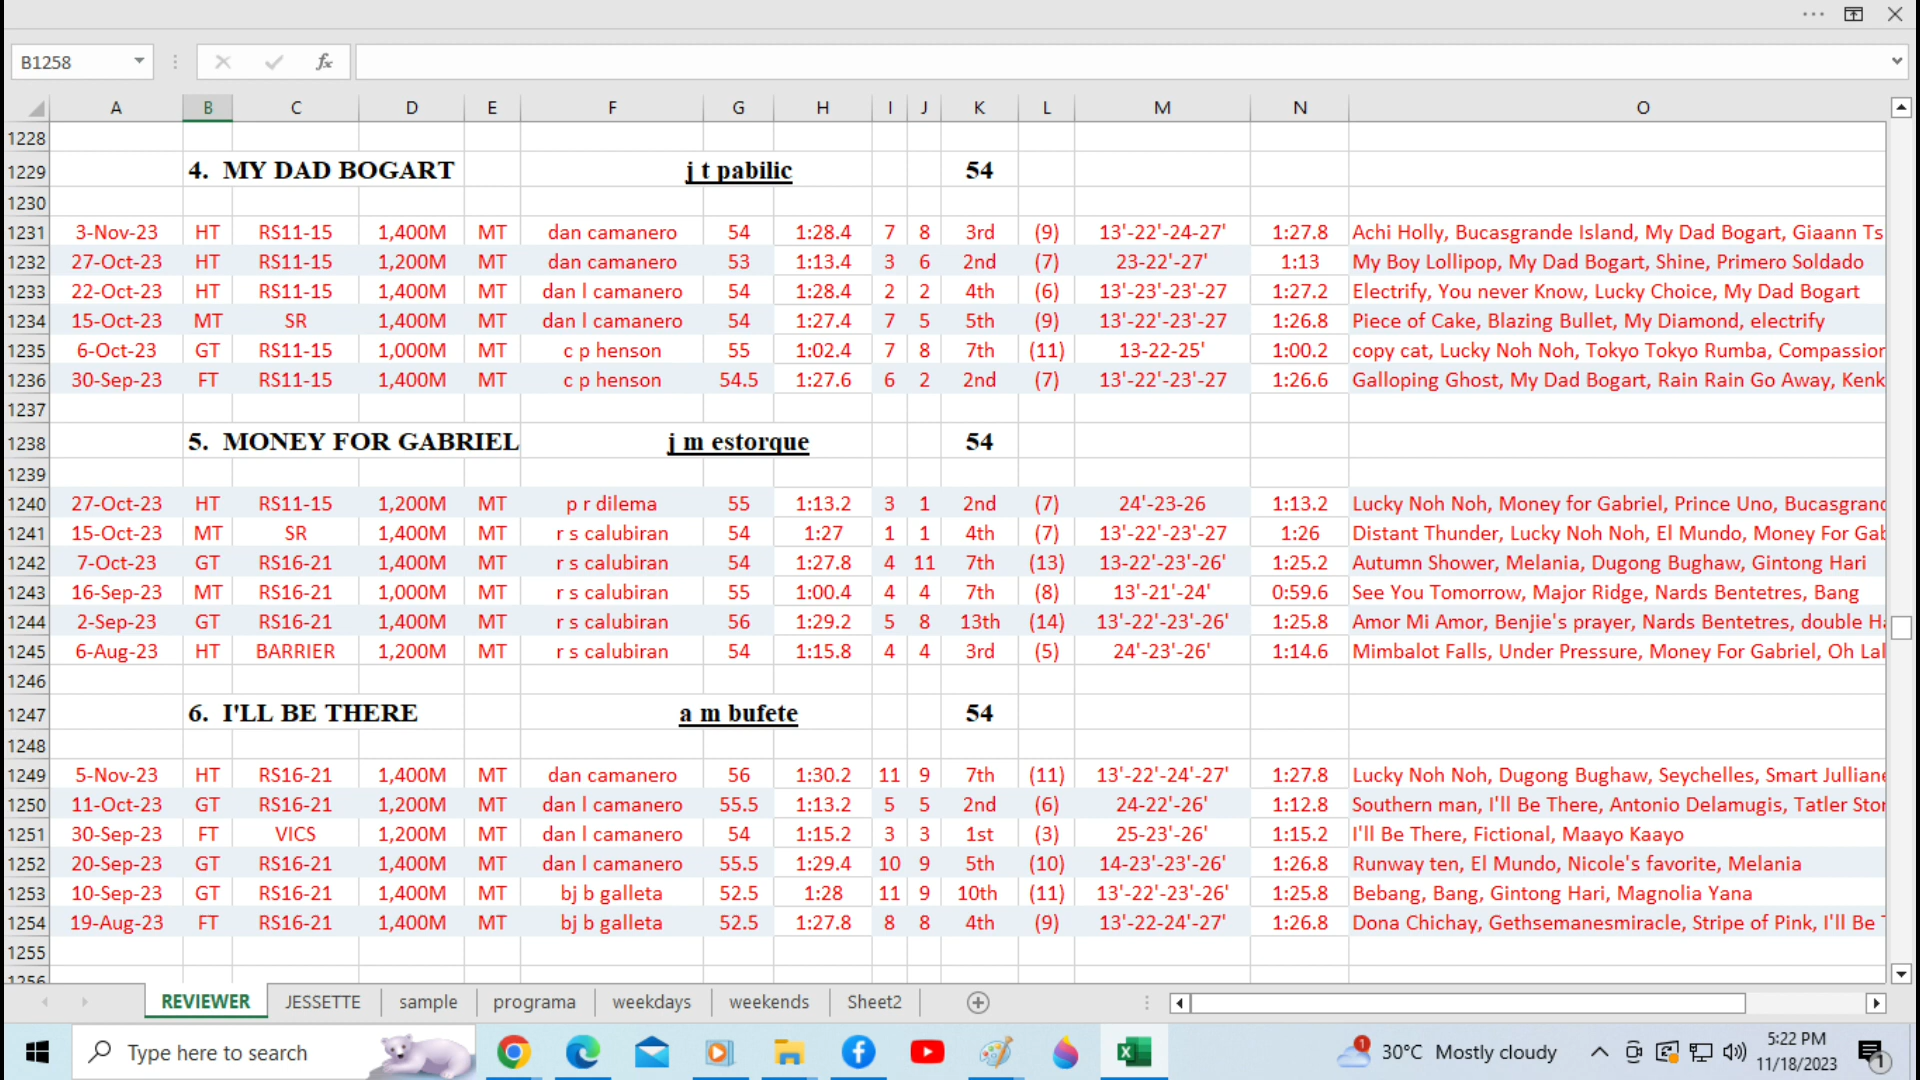 B1258
fx
A B C D E F G H I J K L M N O
1228
1229 4. MY DAD BOGART j t pabilic 54
1230
1231 3-Nov-23 HT RS11-15 1,400M MT dan camanero 54 1:28.4 7 8 3rd (9) 13'-22'-24-27' 1:27.8 Achi Holly, Bucasgrande Island, My Dad Bogart, Giaann Ts
1232 27-Oct-23 HT RS11-15 1,200M MT dan camanero 53 1:13.4 3 6 2nd (7) 23-22'-27' 1:13 My Boy Lollipop, My Dad Bogart, Shine, Primero Soldado
1233 22-Oct-23 HT RS11-15 1,400M MT dan l camanero 54 1:28.4 2 2 4th (6) 13'-23'-23'-27 1:27.2 Electrify, You never Know, Lucky Choice, My Dad Bogart
1234 15-Oct-23 MT SR 1,400M MT dan l camanero 54 1:27.4 7 5 5th (9) 13'-22'-23'-27 1:26.8 Piece of Cake, Blazing Bullet, My Diamond, electrify
1235 6-Oct-23 GT RS11-15 1,000M MT c p henson 55 1:02.4 7 8 7th (11) 13-22-25' 1:00.2 copy cat, Lucky Noh Noh, Tokyo Tokyo Rumba, Compassion
1236 30-Sep-23 FT RS11-15 1,400M MT c p henson 54.5 1:27.6 6 2 2nd (7) 13'-22'-23'-27 1:26.6 Galloping Ghost, My Dad Bogart, Rain Rain Go Away, Kenk
1237
1238 5. MONEY FOR GABRIEL j m estorque 54
1239
1240 27-Oct-23 HT RS11-15 1,200M MT p r dilema 55 1:13.2 3 1 2nd (7) 24'-23-26 1:13.2 Lucky Noh Noh, Money for Gabriel, Prince Uno, Bucasgrand
1241 15-Oct-23 MT SR 1,400M MT r s calubiran 54 1:27 1 1 4th (7) 13'-22'-23'-27 1:26 Distant Thunder, Lucky Noh Noh, El Mundo, Money For Gab
1242 7-Oct-23 GT RS16-21 1,400M MT r s calubiran 54 1:27.8 4 11 7th (13) 13-22'-23'-26' 1:25.2 Autumn Shower, Melania, Dugong Bughaw, Gintong Hari
1243 16-Sep-23 MT RS16-21 1,000M MT r s calubiran 55 1:00.4 4 4 7th (8) 13'-21'-24' 0:59.6 See You Tomorrow, Major Ridge, Nards Bentetres, Bang
1244 2-Sep-23 GT RS16-21 1,400M MT r s calubiran 56 1:29.2 5 8 13th (14) 13'-22'-23'-26' 1:25.8 Amor Mi Amor, Benjie's prayer, Nards Bentetres, double Ha
1245 6-Aug-23 HT BARRIER 1,200M MT r s calubiran 54 1:15.8 4 4 3rd (5) 24'-23'-26' 1:14.6 Mimbalot Falls, Under Pressure, Money For Gabriel, Oh Lal
1246
1247 6. I'LL BE THERE a m bufete 54
1248
1249 5-Nov-23 HT RS16-21 1,400M MT dan camanero 56 1:30.2 11 9 7th (11) 13'-22'-24'-27' 1:27.8 Lucky Noh Noh, Dugong Bughaw, Seychelles, Smart Julliane
1250 11-Oct-23 GT RS16-21 1,200M MT dan l camanero 55.5 1:13.2 5 5 2nd (6) 24-22'-26' 1:12.8 Southern man, I'll Be There, Antonio Delamugis, Tatler Stor
1251 30-Sep-23 FT VICS 1,200M MT dan l camanero 54 1:15.2 3 3 1st (3) 25-23'-26' 1:15.2 I'll Be There, Fictional, Maayo Kaayo
1252 20-Sep-23 GT RS16-21 1,400M MT dan l camanero 55.5 1:29.4 10 9 5th (10) 14-23'-23'-26' 1:26.8 Runway ten, El Mundo, Nicole's favorite, Melania
1253 10-Sep-23 GT RS16-21 1,400M MT bj b galleta 52.5 1:28 11 9 10th (11) 13'-22'-23'-26' 1:25.8 Bebang, Bang, Gintong Hari, Magnolia Yana
1254 19-Aug-23 FT RS16-21 1,400M MT bj b galleta 52.5 1:27.8 8 8 4th (9) 13'-22-24'-27' 1:26.8 Dona Chichay, Gethsemanesmiracle, Stripe of Pink, I'll Be T
1255
1256
REVIEWER JESSETTE sample programa weekdays weekends Sheet2
Type here to search
1 30°C Mostly cloudy
5:22 PM
11/18/2023
1